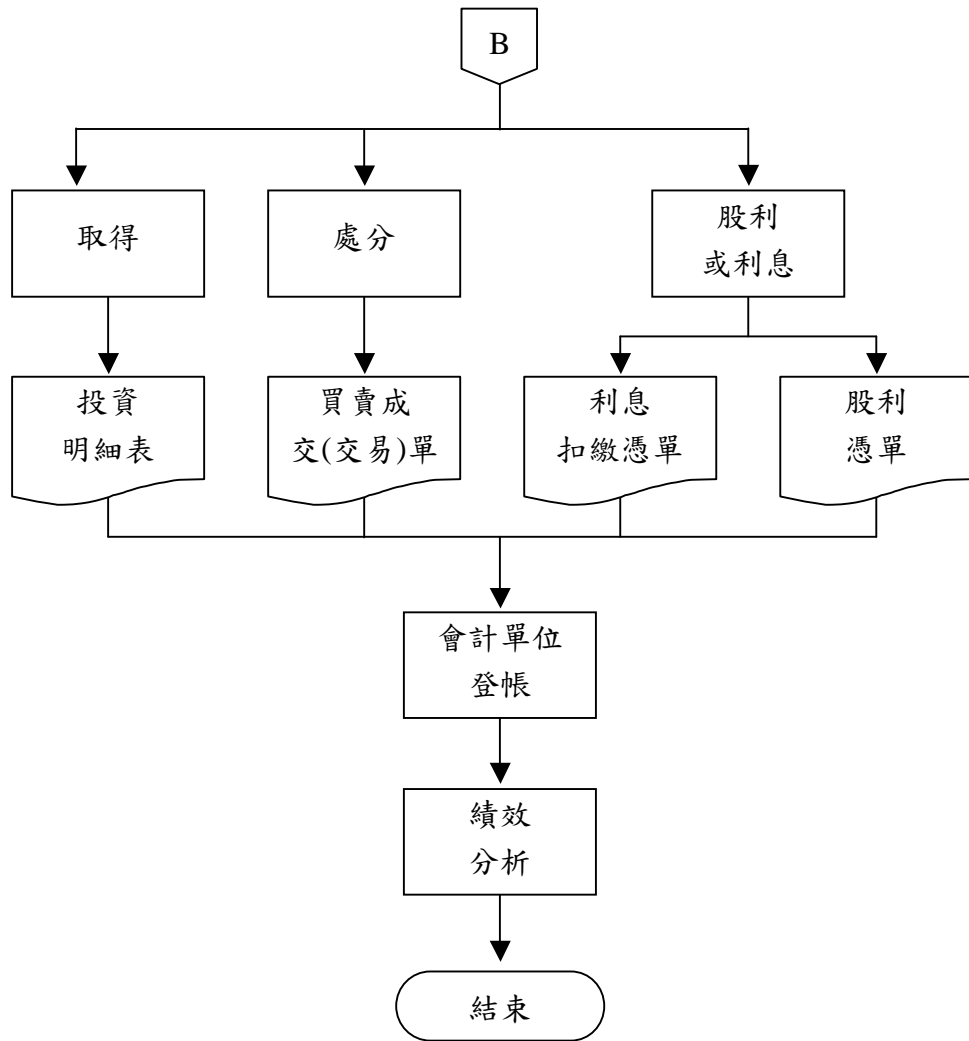 B
取得
處分
股利
或利息
投資
明細表
買賣成
交(交易)單
利息
扣繳憑單
股利
憑單
會計單位
登帳
績效
分析
結束